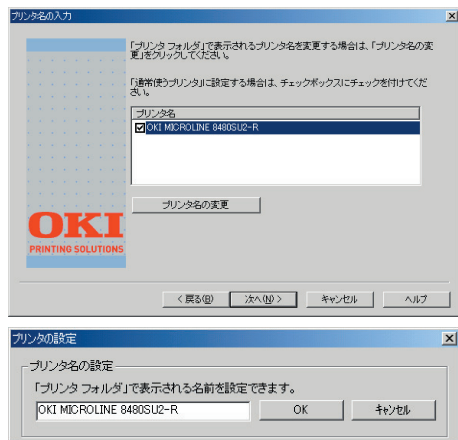 プリンタ名の入力
「プリンタ フォルダ」で表示されるプリンタ名を変更する場合は、「プリンタ名の変
更」をクリックしてください。
「通常使うプリンタ」に設定する場合は、チェックボックスにチェックを付けてくだ
さい。
プリンタ名
OKI MICROLINE 8480SU2-R
プリンタ名の変更
OKI
PRINTING SOLUTIONS
< 戻る(B)
次へ(N) >
キャンセル
ヘルプ
プリンタの設定
プリンタ名の設定
「プリンタ フォルダ」で表示される名前を設定できます。
OKI MICROLINE 8480SU2-R
OK
キャンセル